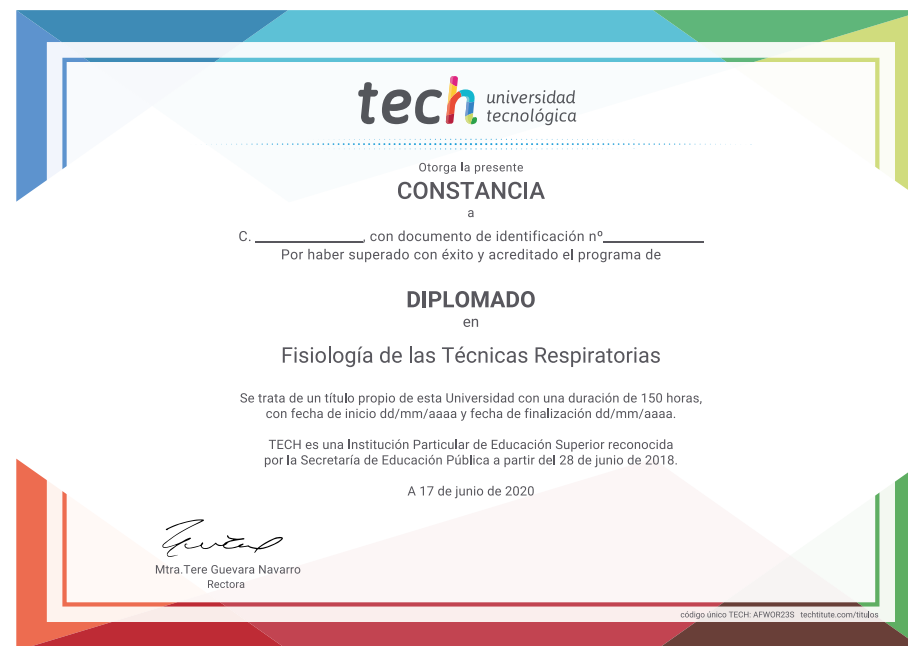 tech universidad
tecnológica
Otorga la presente
CONSTANCIA
a
C. ______________, con documento de identificación nº_____________
Por haber superado con éxito y acreditado el programa de
DIPLOMADO
en
Fisiología de las Técnicas Respiratorias
Se trata de un título propio de esta Universidad con una duración de 150 horas,
con fecha de inicio dd/mm/aaaa y fecha de finalización dd/mm/aaaa.
TECH es una Institución Particular de Educación Superior reconocida
por la Secretaría de Educación Pública a partir del 28 de junio de 2018.
A 17 de junio de 2020
Mtra.Tere Guevara Navarro
Rectora
código único TECH: AFWOR23S techtitute.com/titulos